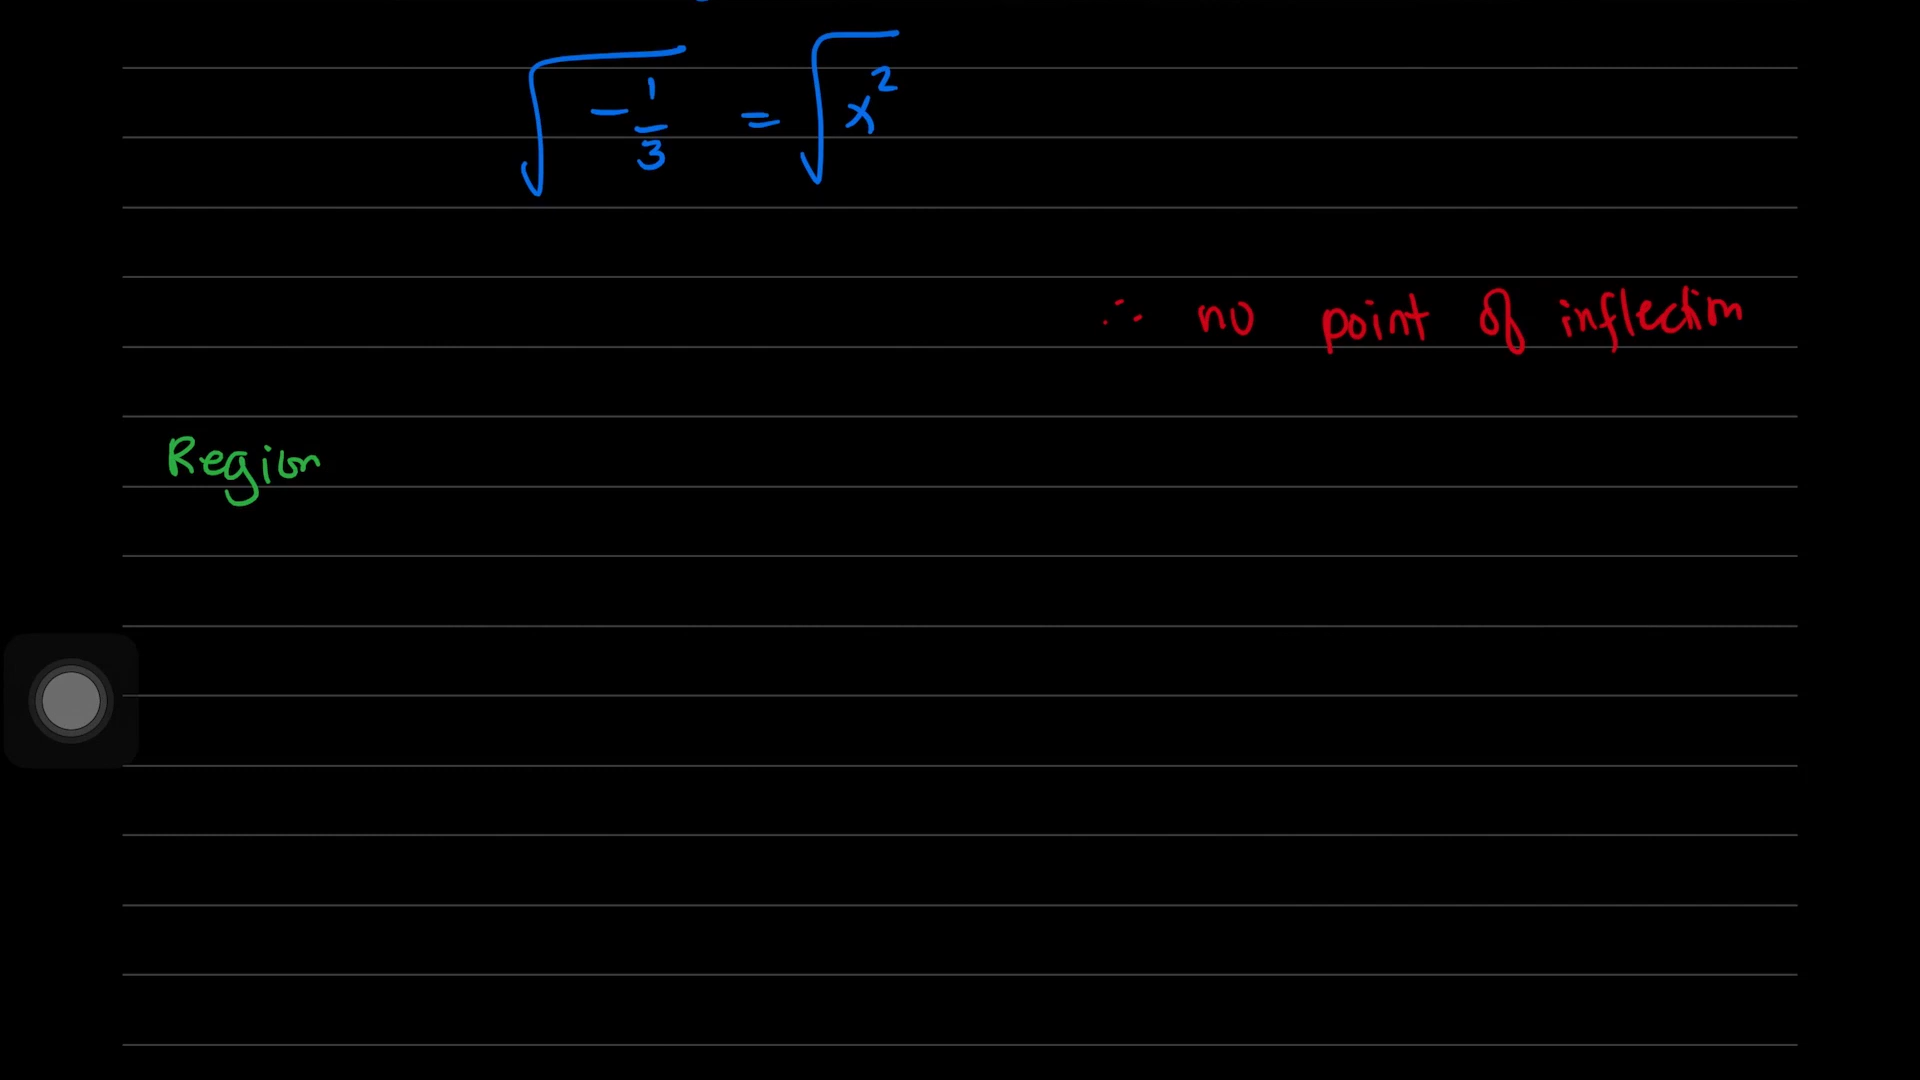 √(-1/3) = √(x²)
∴ no point of inflection
Region